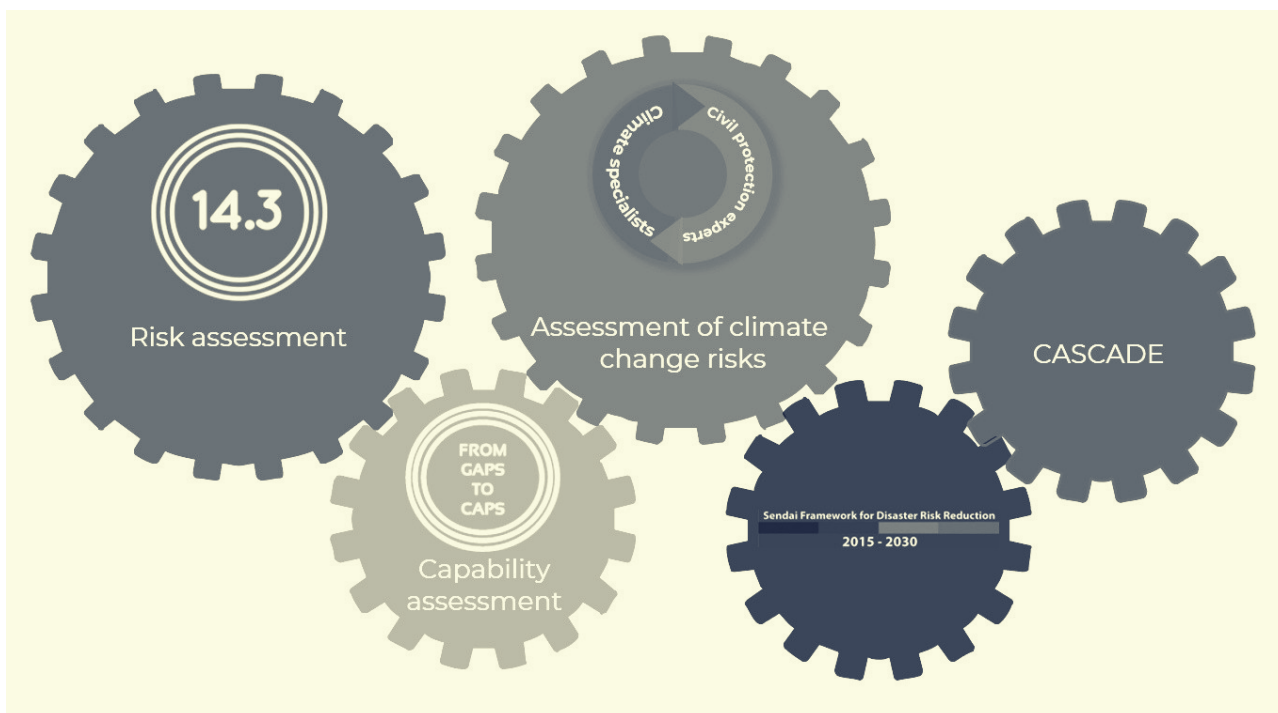 14.3
Risk assessment
Climate specialists
Civil protection experts
Assessment of climate
change risks
FROM
GAPS
TO
CAPS
Capability
assessment
Sendai Framework for Disaster Risk Reduction
2015 - 2030
CASCADE